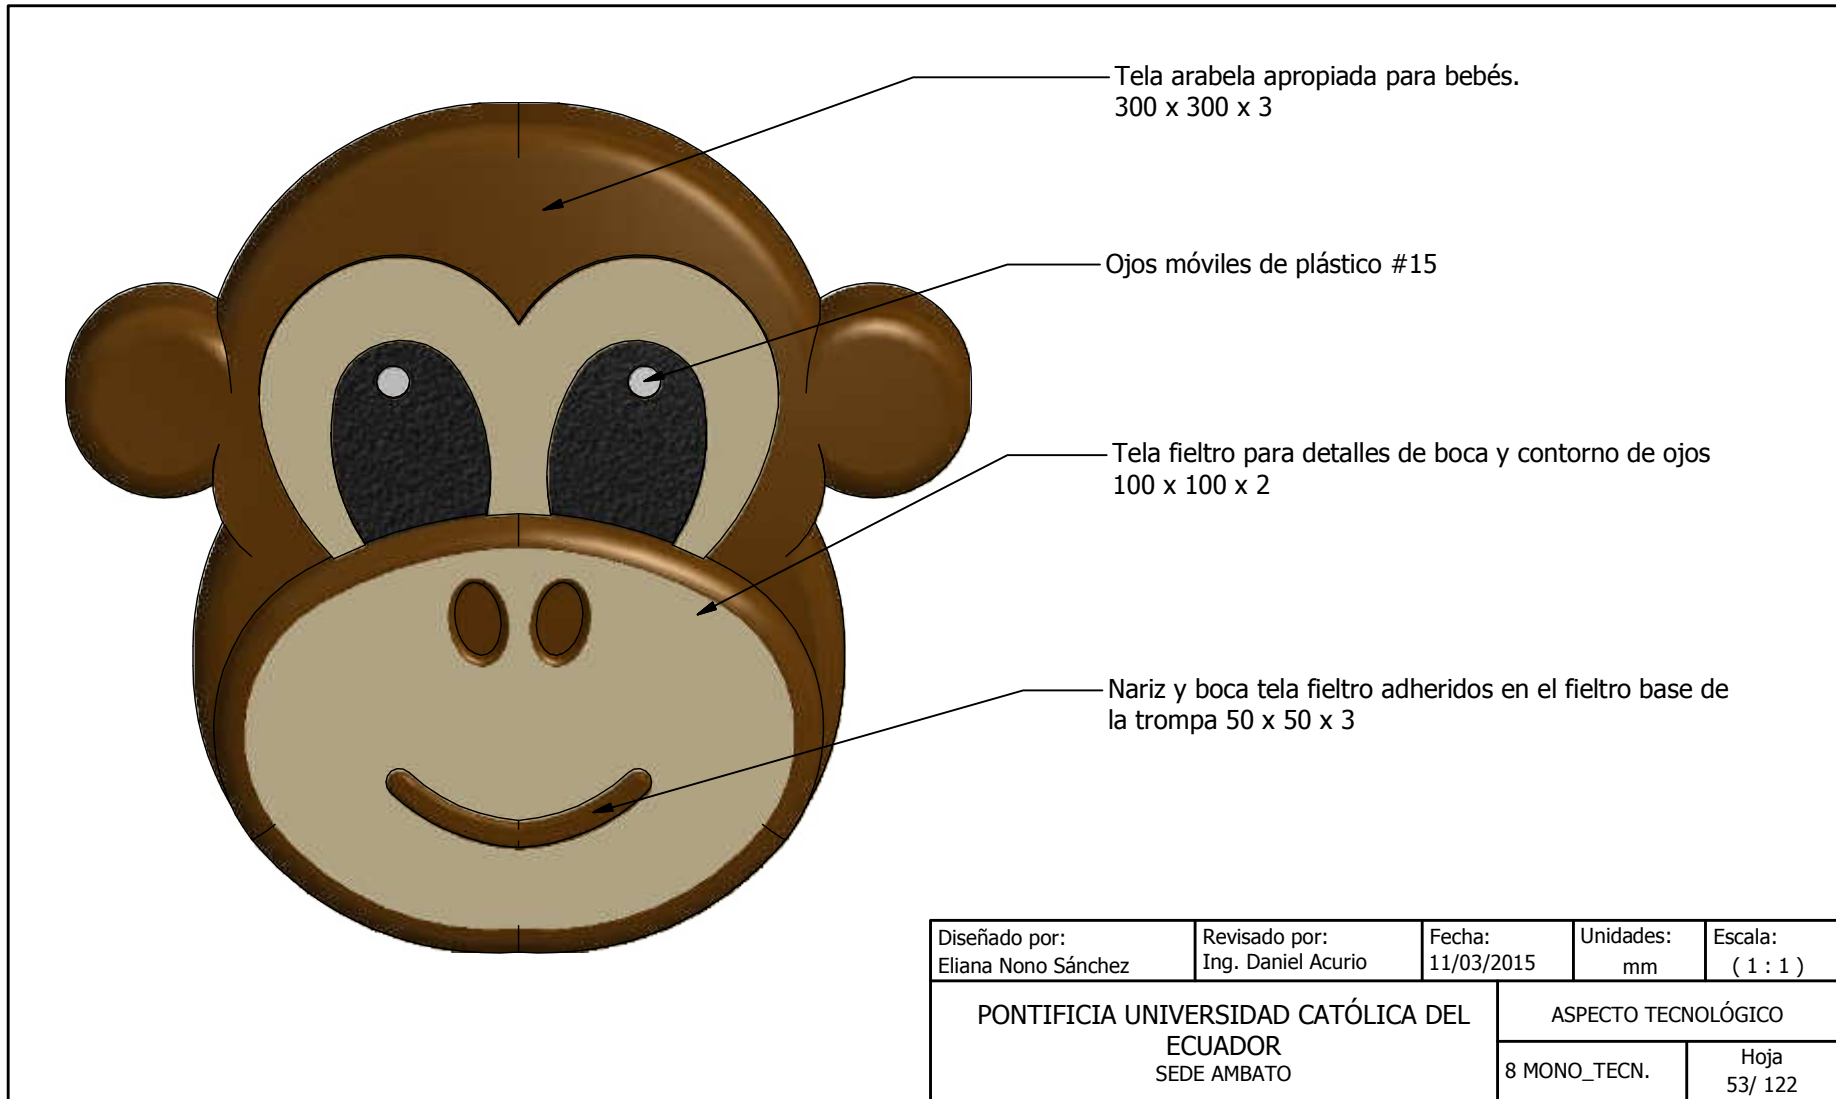 Tela arabela apropiada para bebés.
300 x 300 x 3
Ojos móviles de plástico #15
Tela fieltro para detalles de boca y contorno de ojos
100 x 100 x 2
Nariz y boca tela fieltro adheridos en el fieltro base de
la trompa 50 x 50 x 3
Diseñado por:
Eliana Nono Sánchez
Revisado por:
Ing. Daniel Acurio
Fecha:
11/03/2015
Unidades:
mm
Escala:
( 1 : 1 )
PONTIFICIA UNIVERSIDAD CATÓLICA DEL
ECUADOR
SEDE AMBATO
ASPECTO TECNOLÓGICO
8 MONO_TECN.
Hoja
53/ 122